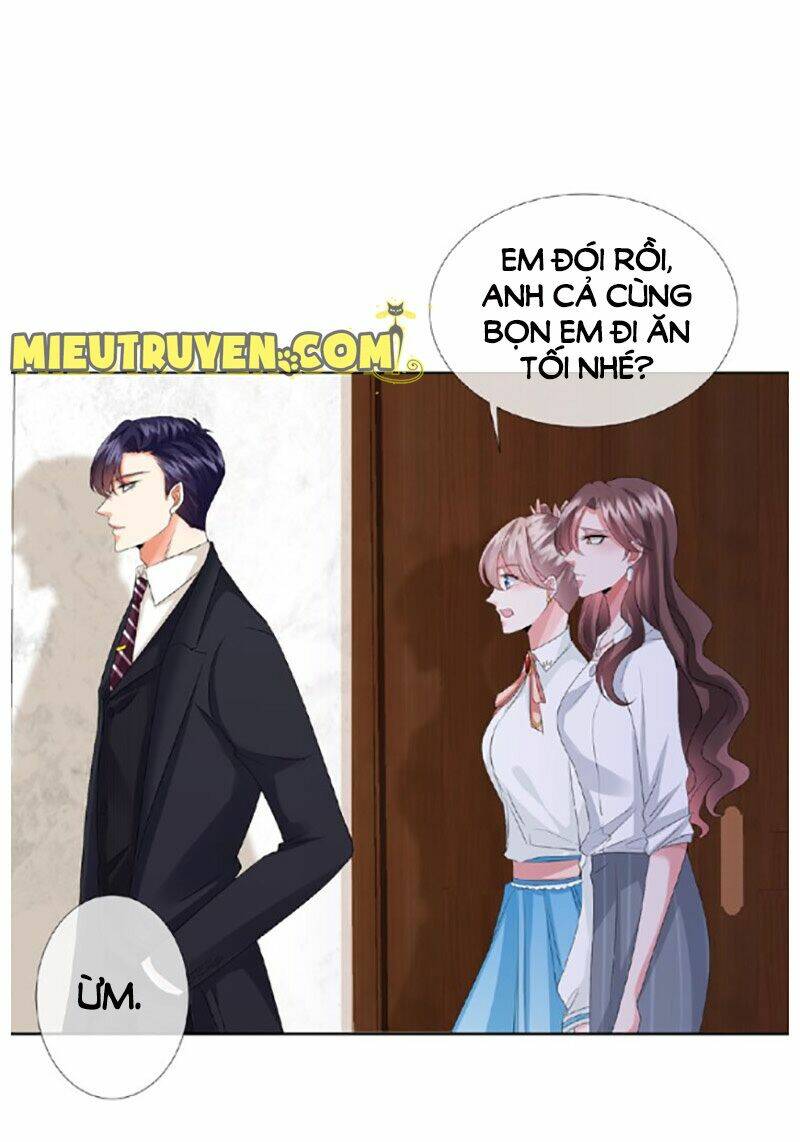 MIEUTRUYEN.COM
EM ĐÓI RỒI,
ANH CẢ CÙNG
BỌN EM ĐI ĂN
TỐI NHÉ?
ỪM.